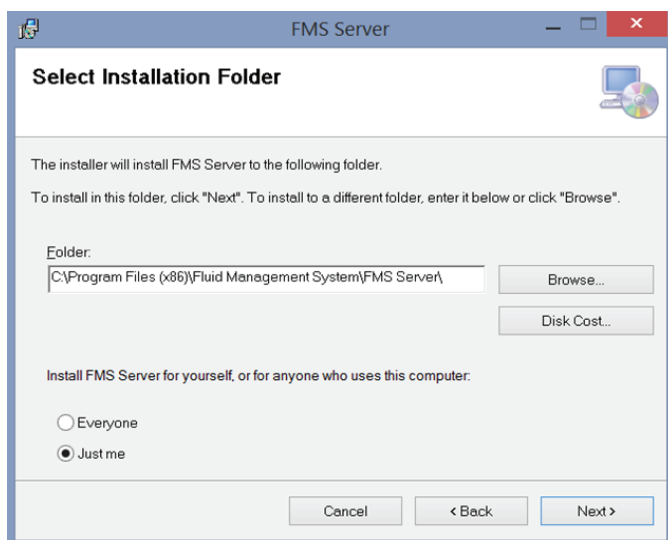 FMS Server
Select Installation Folder
The installer will install FMS Server to the following folder.
To install in this folder, click "Next". To install to a different folder, enter it below or click "Browse".
Folder:
C:\Program Files (x86)\Fluid Management System\FMS Server\
Browse...
Disk Cost...
Install FMS Server for yourself, or for anyone who uses this computer:
Everyone
Just me
Cancel
< Back
Next >